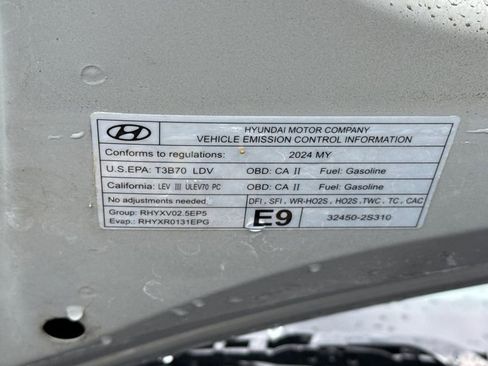 HYUNDAI MOTOR COMPANY
VEHICLE EMISSION CONTROL INFORMATION
Conforms to regulations: 2024 MY
U.S.EPA: T3B70 LDV OBD: CA II Fuel: Gasoline
California: LEV III ULEV70 PC OBD: CA II Fuel: Gasoline
No adjustments needed DFI, SFI, WR-HO2S, HO2S, TWC, TC, CAC
Group: RHYXV02.5EP5
Evap.: RHYXR0131EPG
E9
32450-2S310